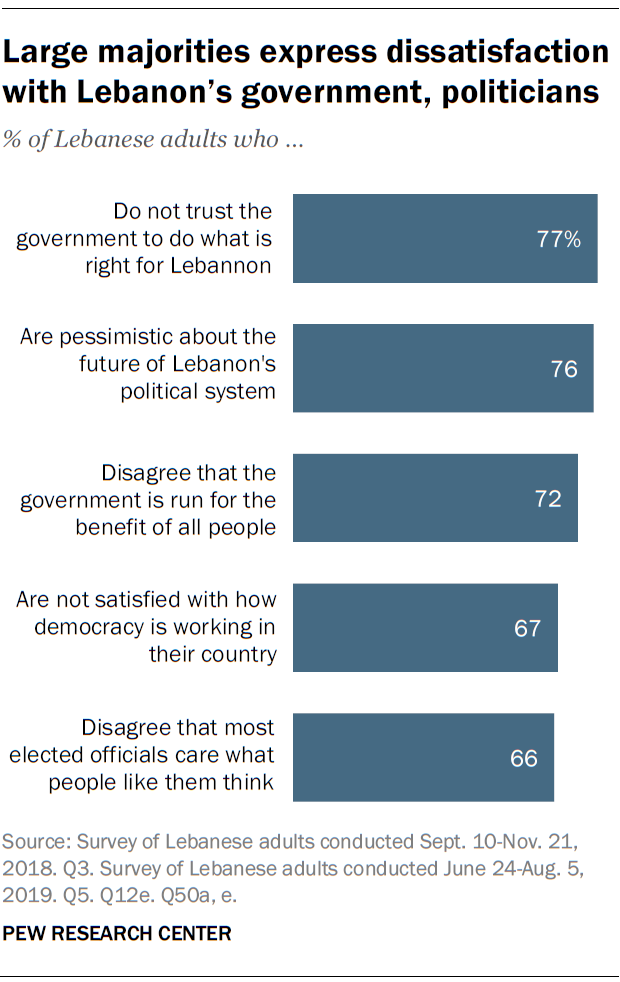 Large majorities express dissatisfaction
with Lebanon’s government, politicians
% of Lebanese adults who ...
Do not trust the
government to do what is
right for Lebannon
77%
Are pessimistic about the
future of Lebanon's
political system
76
Disagree that the
government is run for the
benefit of all people
72
Are not satisfied with how
democracy is working in
their country
67
Disagree that most
elected officials care what
people like them think
66
Source: Survey of Lebanese adults conducted Sept. 10-Nov. 21,
2018. Q3. Survey of Lebanese adults conducted June 24-Aug. 5,
2019. Q5. Q12e. Q50a, e.
PEW RESEARCH CENTER